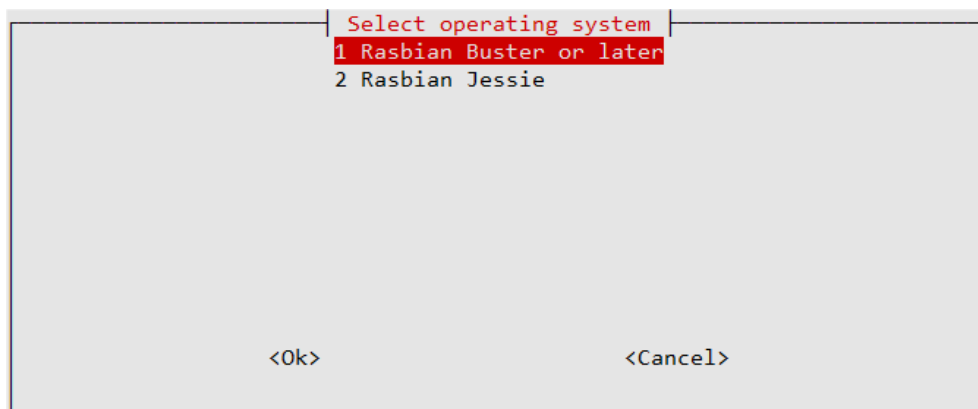 Select operating system
1 Rasbian Buster or later
2 Rasbian Jessie
<Ok> <Cancel>